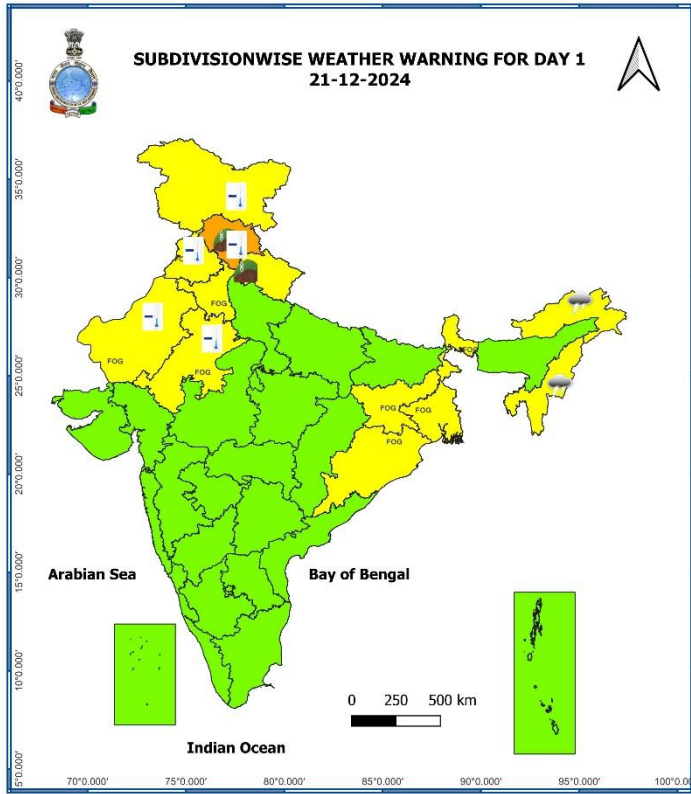 SUBDIVISIONWISE WEATHER WARNING FOR DAY 1
21-12-2024
40°0.000'
35°0.000'
30°0.000'
25°0.000'
20°0.000'
15°0.000'
10°0.000'
5°0.000'
FOG
FOG
FOG
FOG
FOG
FOG
FOG
Arabian Sea
Bay of Bengal
0 250 500 km
Indian Ocean
70°0.000' 75°0.000' 80°0.000' 85°0.000' 90°0.000' 95°0.000' 100°0.0